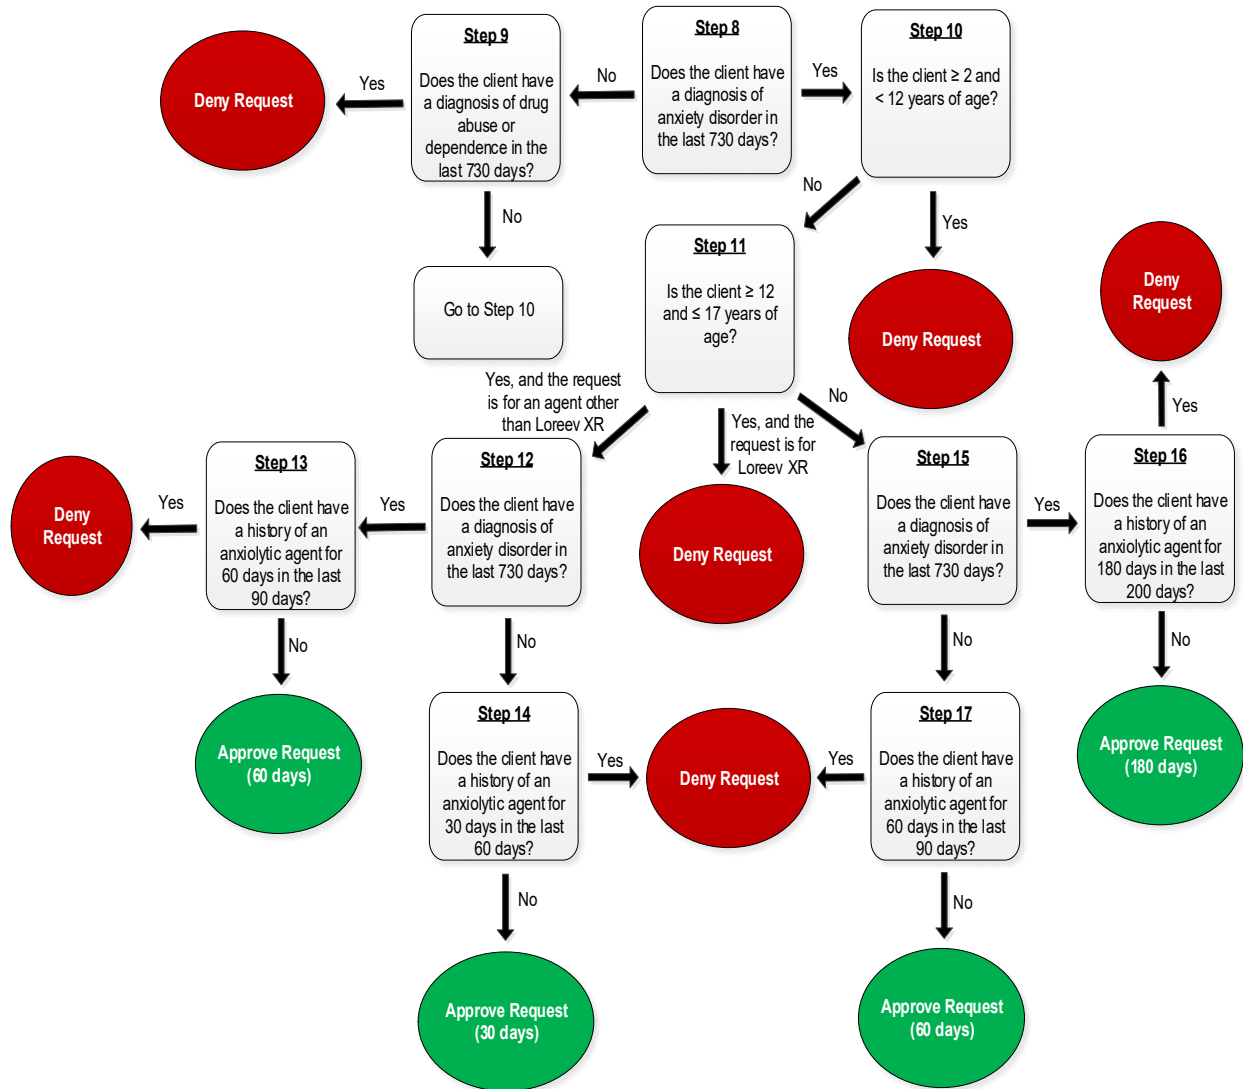 Step 9
Does the client have
a diagnosis of drug
abuse or
dependence in the
last 730 days?
Yes
Deny Request
No
Step 8
Does the client have
a diagnosis of
anxiety disorder in
the last 730 days?
Yes
Step 10
Is the client ≥ 2 and
< 12 years of age?
No
Go to Step 10
No
Yes
Deny Request
Step 11
Is the client ≥ 12
and ≤ 17 years of
age?
Yes, and the request
is for an agent other
than Loreev XR
Yes, and the
request is for
Loreev XR
Deny Request
No
Step 12
Does the client have
a diagnosis of
anxiety disorder in
the last 730 days?
Yes
Step 13
Does the client have
a history of an
anxiolytic agent for
60 days in the last
90 days?
Yes
Deny
Request
No
Approve Request
(60 days)
No
Step 14
Does the client have
a history of an
anxiolytic agent for
30 days in the last
60 days?
Yes
Deny Request
No
Approve Request
(30 days)
Step 15
Does the client have
a diagnosis of
anxiety disorder in
the last 730 days?
Yes
Step 16
Does the client have
a history of an
anxiolytic agent for
180 days in the last
200 days?
Yes
Deny
Request
No
Approve Request
(180 days)
No
Step 17
Does the client have
a history of an
anxiolytic agent for
60 days in the last
90 days?
Yes
No
Approve Request
(60 days)